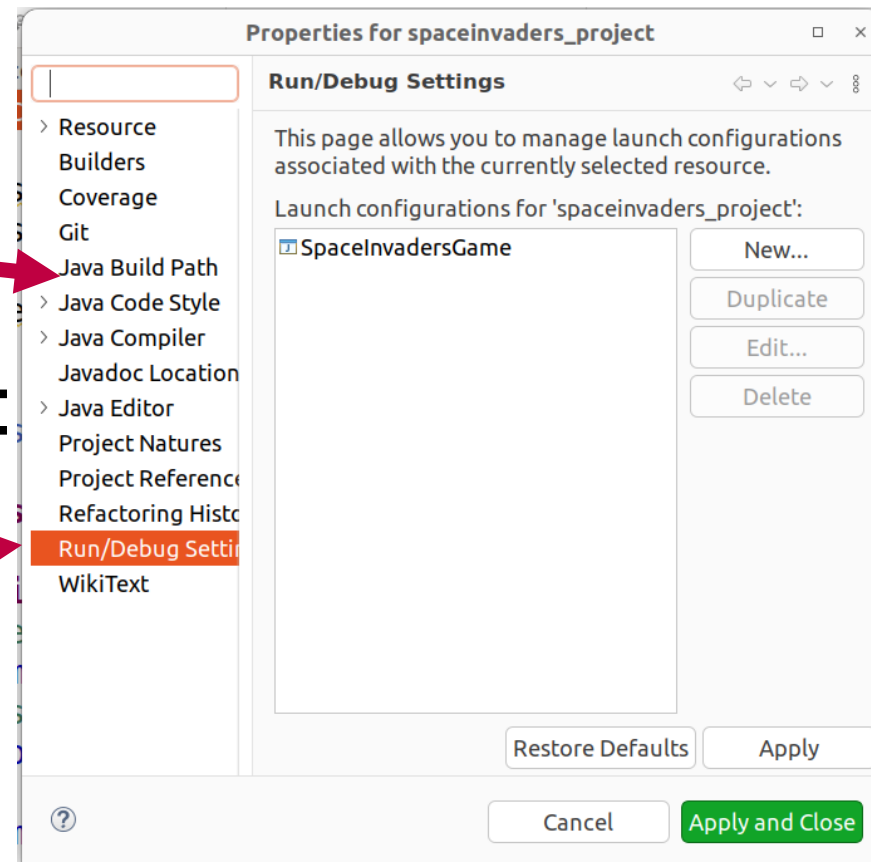 Properties for spaceinvaders_project
Run/Debug Settings
Resource
Builders
Coverage
Git
Java Build Path
Java Code Style
Java Compiler
Javadoc Location
Java Editor
Project Natures
Project Reference
Refactoring Histo
Run/Debug Settin
WikiText
This page allows you to manage launch configurations
associated with the currently selected resource.
Launch configurations for 'spaceinvaders_project':
SpaceInvadersGame
New...
Duplicate
Edit...
Delete
Restore Defaults
Apply
Cancel
Apply and Close